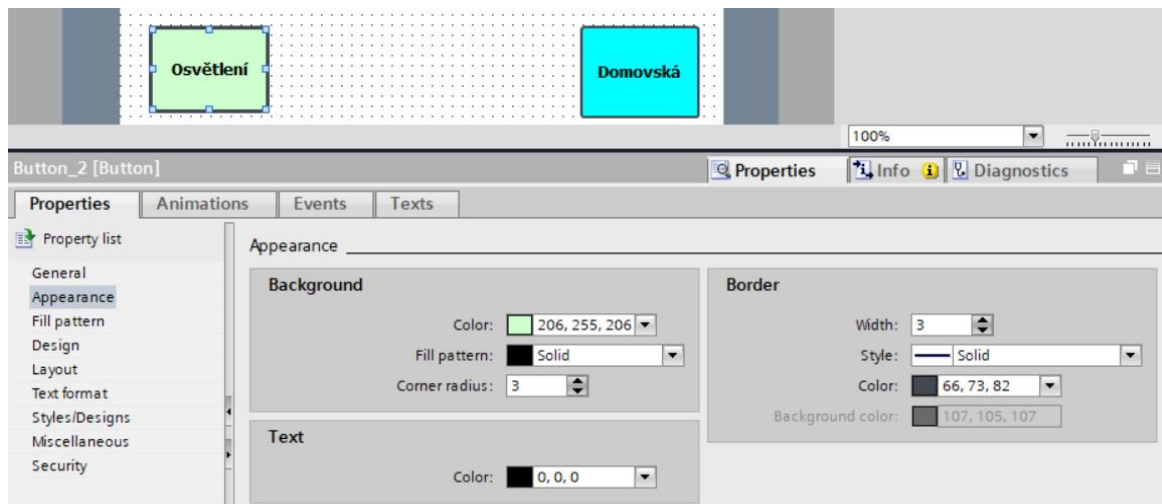 Osvětlení
Domovská
100%
Button_2 [Button]
Properties
Info
Diagnostics
Properties
Animations
Events
Texts
Property list
General
Appearance
Fill pattern
Design
Layout
Text format
Styles/Designs
Miscellaneous
Security
Appearance
Background
Color: 206, 255, 206
Fill pattern: Solid
Corner radius: 3
Text
Color: 0, 0, 0
Border
Width: 3
Style: Solid
Color: 66, 73, 82
Background color: 107, 105, 107